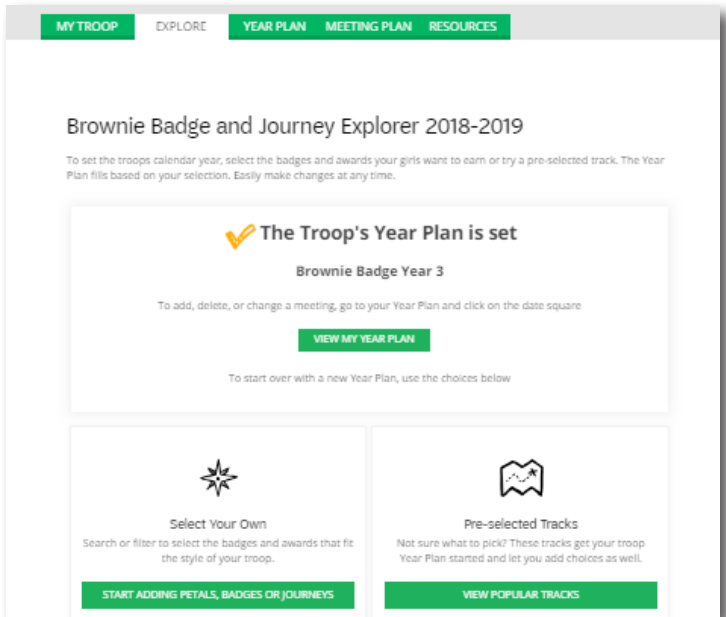 MY TROOP EXPLORE YEAR PLAN MEETING PLAN RESOURCES
Brownie Badge and Journey Explorer 2018-2019
To set the troops calendar year, select the badges and awards your girls want to earn or try a pre-selected track. The Year
Plan fills based on your selection. Easily make changes at any time.
The Troop's Year Plan is set
Brownie Badge Year 3
To add, delete, or change a meeting, go to your Year Plan and click on the date square
VIEW MY YEAR PLAN
To start over with a new Year Plan, use the choices below
Select Your Own
Search or filter to select the badges and awards that fit
the style of your troop.
START ADDING PETALS, BADGES OR JOURNEYS
Pre-selected Tracks
Not sure what to pick? These tracks get your troop
Year Plan started and let you add choices as well.
VIEW POPULAR TRACKS